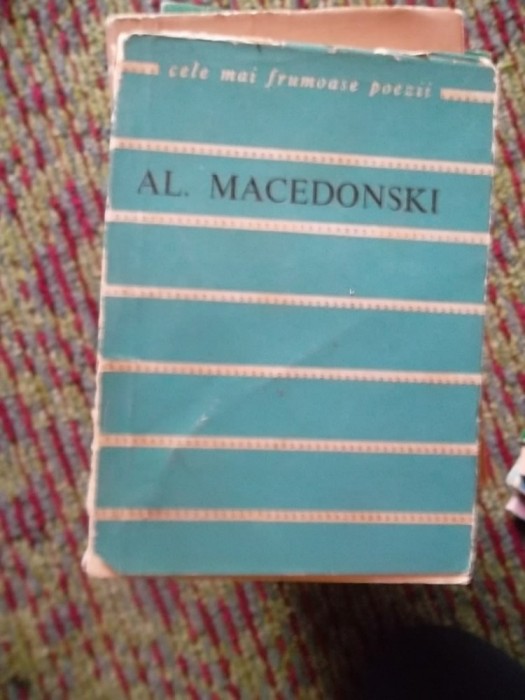 cele mai frumoase poezii
AL. MACEDONSKI